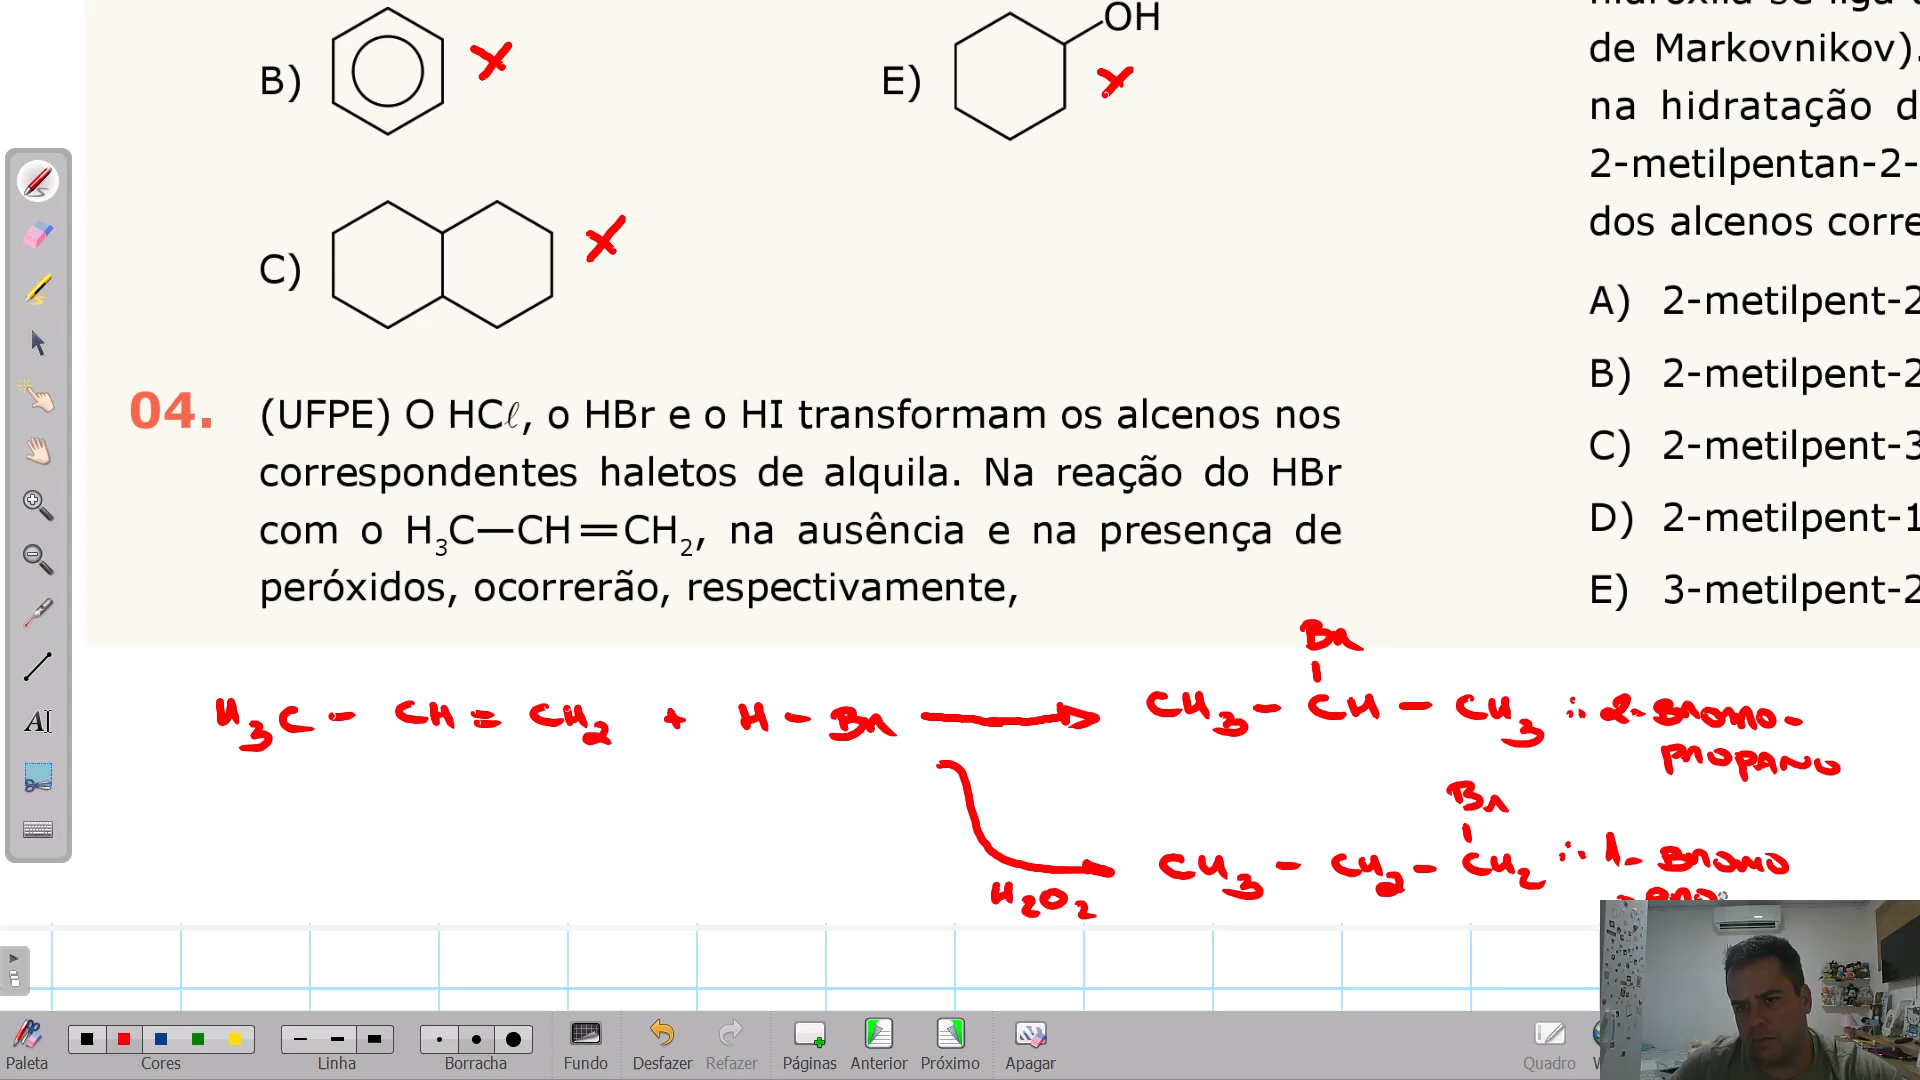 OH
B)
E)
C)
04. (UFPE) O HCℓ, o HBr e o HI transformam os alcenos nos
correspondentes haletos de alquila. Na reação do HBr
com o H₃C—CH=CH₂, na ausência e na presença de
peróxidos, ocorrerão, respectivamente,
de Markovnikov).
na hidratação d
2-metilpentan-2-
dos alcenos corre
A) 2-metilpent-2
B) 2-metilpent-2
C) 2-metilpent-3
D) 2-metilpent-1
E) 3-metilpent-2
Br
H₃C - CH = CH₂ + H - Br → CH₃ - CH - CH₃ ∴ 2-Bromo-
propano
Br
H₂O₂ CH₃ - CH₂ - CH₂ ∴ 1-Bromo
AI
Paleta
Cores
Linha
Borracha
Fundo
Desfazer
Refazer
Páginas
Anterior
Próximo
Apagar
Quadro